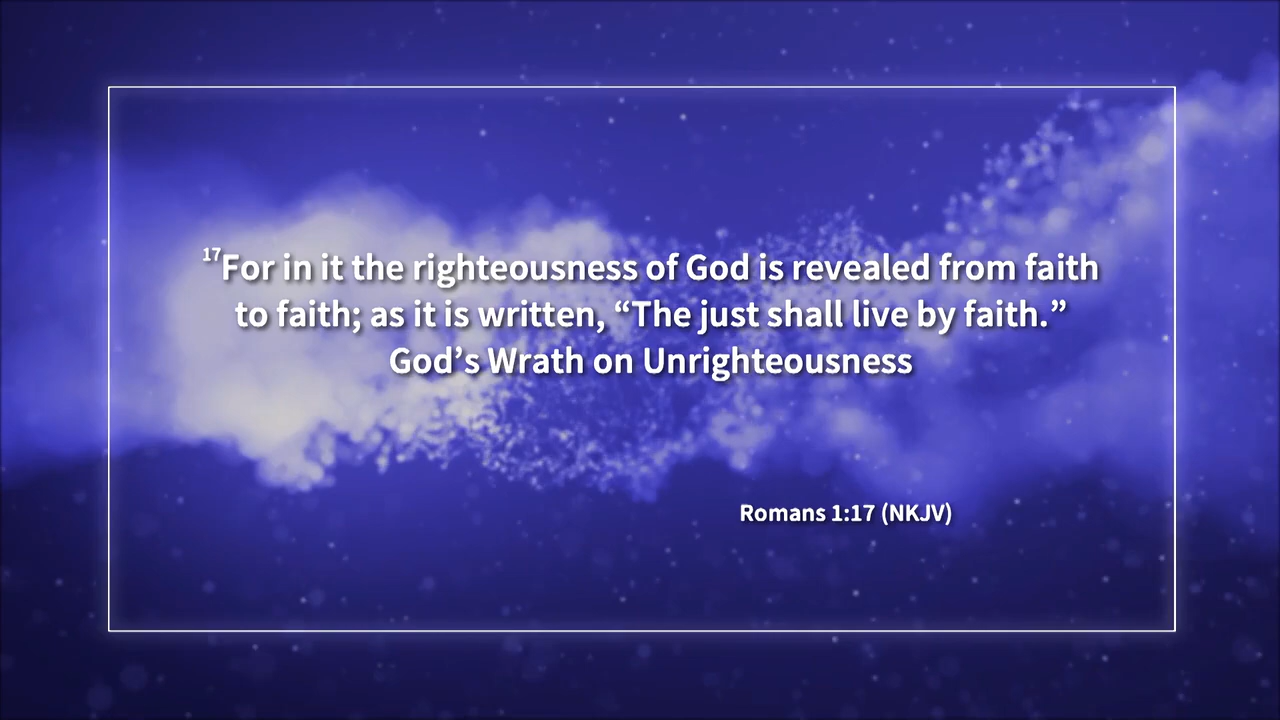 17For in it the righteousness of God is revealed from faith
to faith; as it is written, “The just shall live by faith.”
God’s Wrath on Unrighteousness
Romans 1:17 (NKJV)